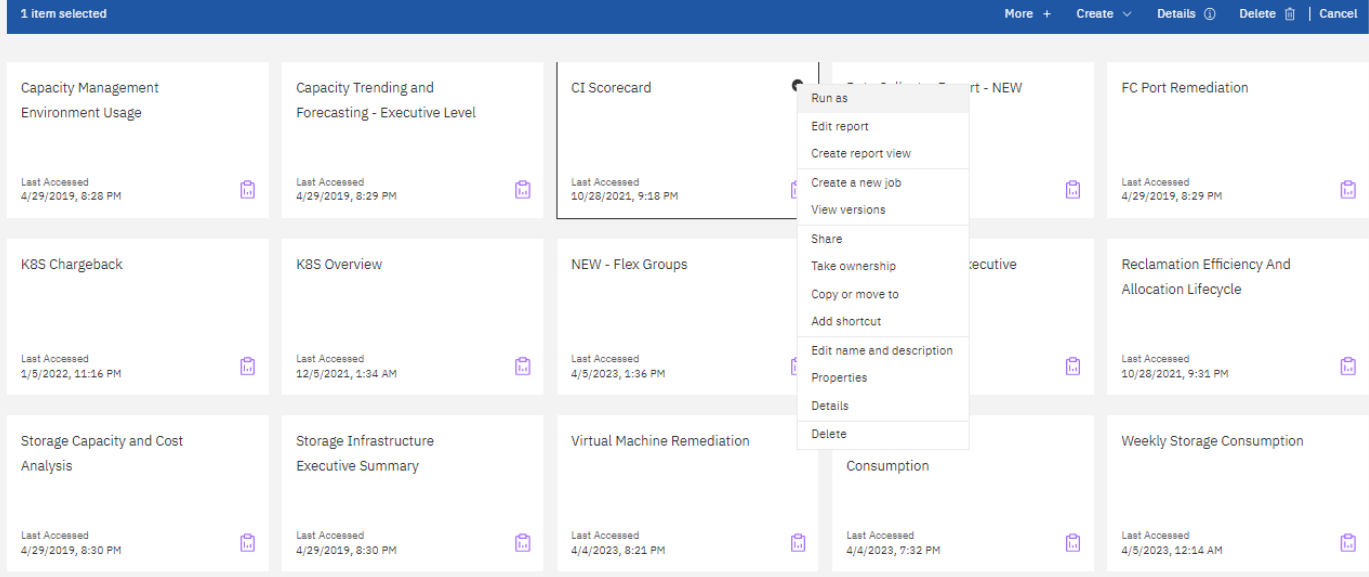 1 item selected
More +
Create
Details
Delete
Cancel
Capacity Management
Environment Usage
Last Accessed
4/29/2019, 8:28 PM
Capacity Trending and
Forecasting - Executive Level
Last Accessed
4/29/2019, 8:29 PM
CI Scorecard
Last Accessed
10/28/2021, 9:18 PM
Run as
Edit report
Create report view
Create a new job
View versions
Share
Take ownership
Copy or move to
Add shortcut
Edit name and description
Properties
Details
Delete
- NEW
FC Port Remediation
Last Accessed
4/29/2019, 8:29 PM
K8S Chargeback
Last Accessed
1/5/2022, 11:16 PM
K8S Overview
Last Accessed
12/5/2021, 1:34 AM
NEW - Flex Groups
Last Accessed
4/5/2023, 1:36 PM
Reclamation Efficiency And
Allocation Lifecycle
Last Accessed
10/28/2021, 9:31 PM
Storage Capacity and Cost
Analysis
Last Accessed
4/29/2019, 8:30 PM
Storage Infrastructure
Executive Summary
Last Accessed
4/29/2019, 8:30 PM
Virtual Machine Remediation
Last Accessed
4/4/2023, 8:21 PM
Consumption
Last Accessed
4/4/2023, 7:32 PM
Weekly Storage Consumption
Last Accessed
4/5/2023, 12:14 AM